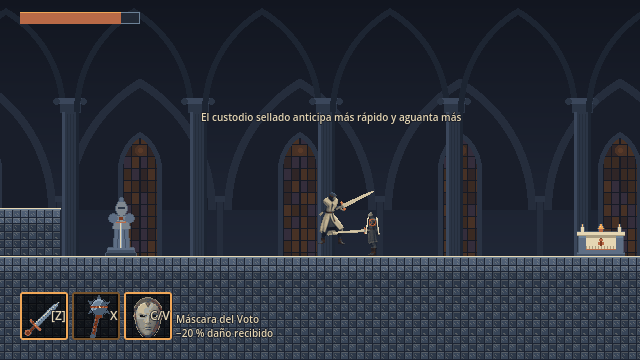 El custodio sellado anticipa más rápido y aguanta más
[Z]
X
C/V
Máscara del Voto
−20 % daño recibido